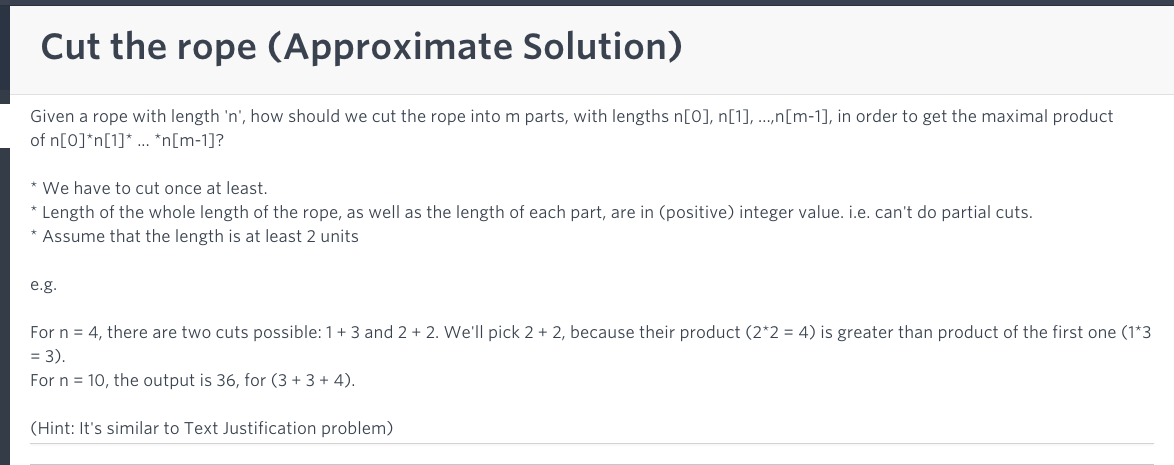 Cut the rope (Approximate Solution)
Given a rope with length 'n', how should we cut the rope into m parts, with lengths n[0], n[1], ...,n[m-1], in order to get the maximal product
of n[0]*n[1]* ... *n[m-1]?
* We have to cut once at least.
* Length of the whole length of the rope, as well as the length of each part, are in (positive) integer value. i.e. can't do partial cuts.
* Assume that the length is at least 2 units
e.g.
For n = 4, there are two cuts possible: 1 + 3 and 2 + 2. We'll pick 2 + 2, because their product (2*2 = 4) is greater than product of the first one (1*3
= 3).
For n = 10, the output is 36, for (3 + 3 + 4).
(Hint: It's similar to Text Justification problem)